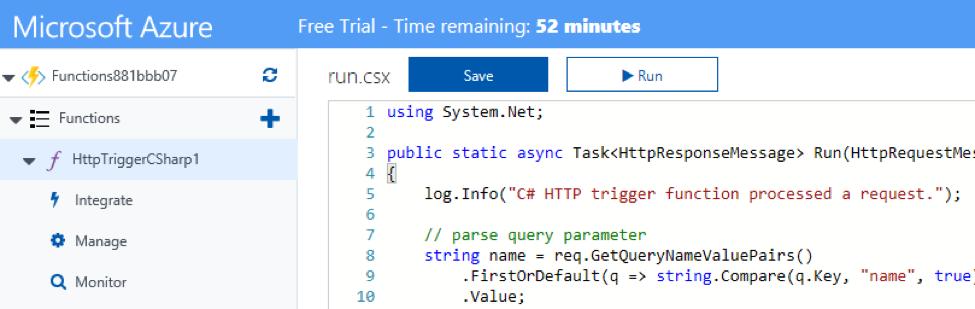 Microsoft Azure
Free Trial - Time remaining: 52 minutes
Functions881bbb07
Functions
HttpTriggerCSharp1
Integrate
Manage
Monitor
run.csx
Save
Run
1 using System.Net;
2
3 public static async Task<HttpResponseMessage> Run(HttpRequestMes
4 {
5 log.Info("C# HTTP trigger function processed a request.");
6
7 // parse query parameter
8 string name = req.GetQueryNameValuePairs()
9 .FirstOrDefault(q => string.Compare(q.Key, "name", true)
10 .Value;